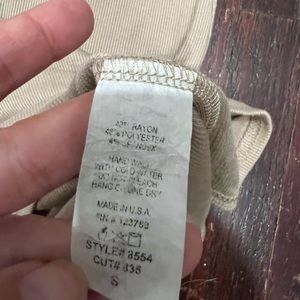 RAYON
POLYESTER
HAND WASH
WITH COLD WATER
DO NOT BLEACH
HANG OR LINE DRY
MADE IN U.S.A.
RN # 123759
STYLE# 8554
CUT# 835
S